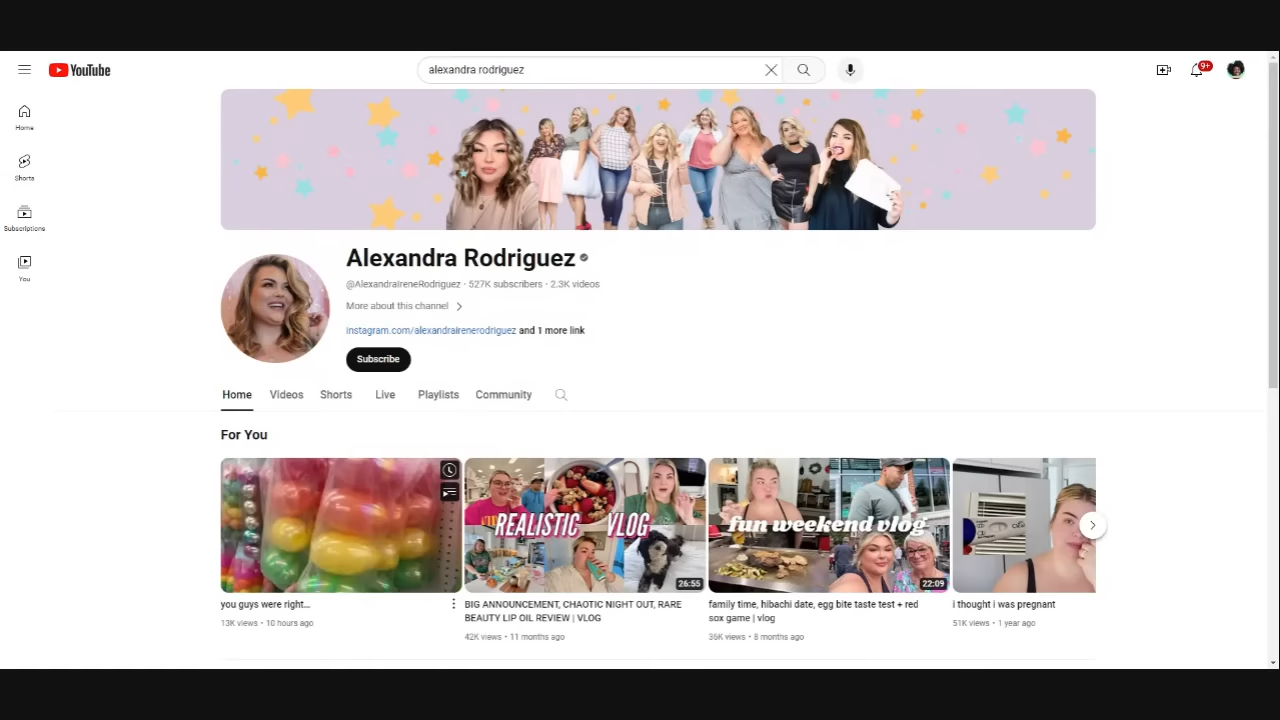 YouTube
alexandra rodriguez
9+
Home
Shorts
Subscriptions
You
Alexandra Rodriguez
@AlexandraIreneRodriguez · 527K subscribers · 2.3K videos
More about this channel
instagram.com/alexandrairenerodriguez and 1 more link
Subscribe
Home Videos Shorts Live Playlists Community
For You
REALISTIC VLOG
26:55
fun weekend vlog
22:09
you guys were right...
13K views · 10 hours ago
BIG ANNOUNCEMENT, CHAOTIC NIGHT OUT, RARE
BEAUTY LIP OIL REVIEW | VLOG
42K views · 11 months ago
family time, hibachi date, egg bite taste test + red
sox game | vlog
36K views · 8 months ago
i thought i was pregnant
51K views · 1 year ago